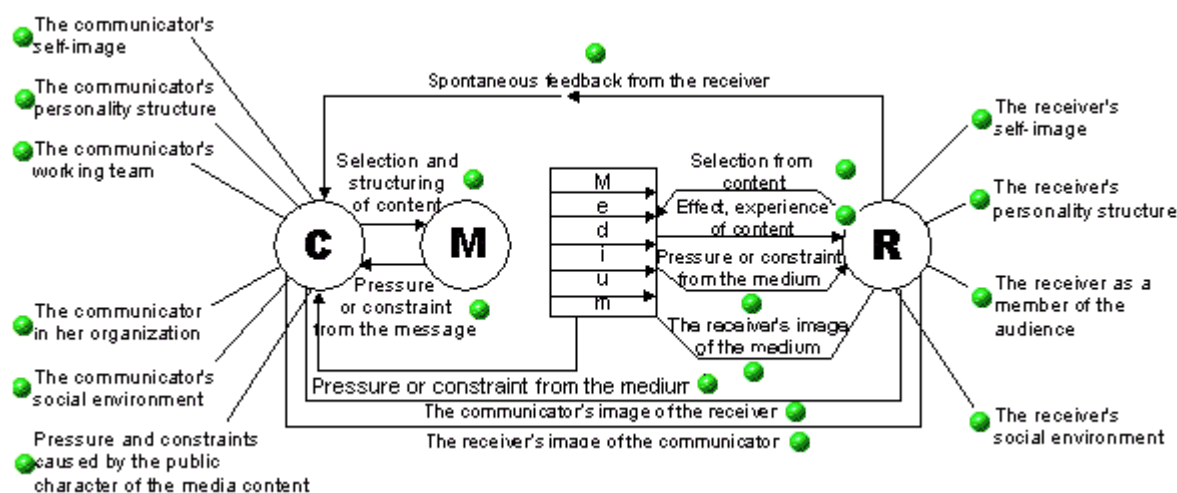 The communicator's
self-image
The communicator's
personality structure
The communicator's
working team
The communicator
in her organization
The communicator's
social environment
Pressure and constraints
caused by the public
character of the media content
Spontaneous feedback from the receiver
Selection and
structuring
of content
C
M
Pressure
or constraint
from the message
M
e
d
i
u
m
Selection from
content
Effect, experience
of content
Pressure or constraint
from the medium
The receiver's image
of the medium
R
Pressure or constraint from the medium
The communicator's image of the receiver
The receiver's image of the communicator
The receiver's
self-image
The receiver's
personality structure
The receiver as a
member of the
audience
The receiver's
social environment